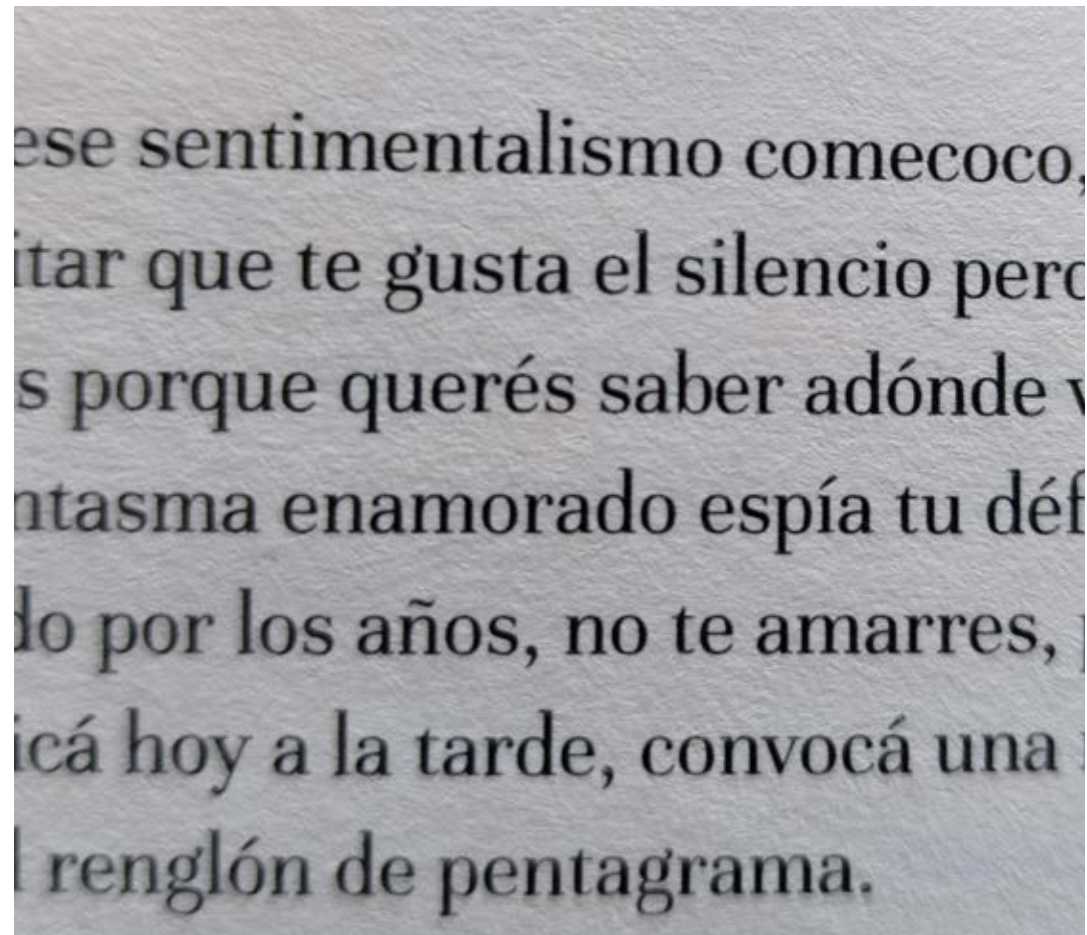 ese sentimentalismo comecoco,
itar que te gusta el silencio pero
s porque querés saber adónde v
ntasma enamorado espía tu déf
do por los años, no te amarres,
icá hoy a la tarde, convocá una
renglón de pentagrama.